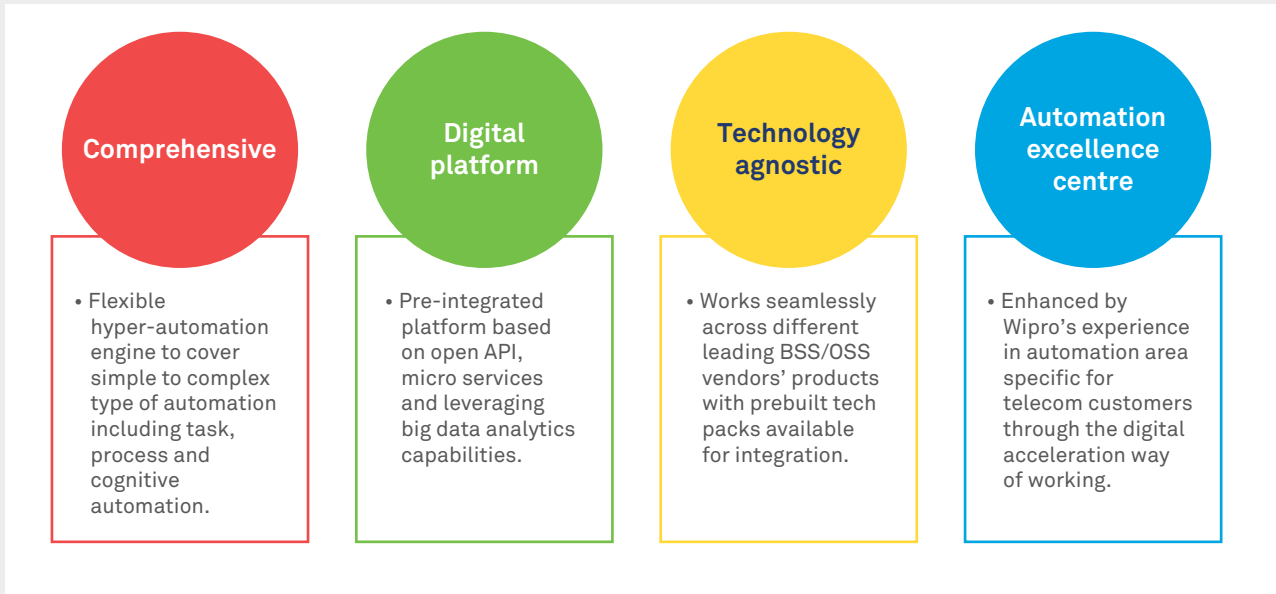 Comprehensive
• Flexible
hyper-automation
engine to cover
simple to complex
type of automation
including task,
process and
cognitive
automation.
Digital
platform
• Pre-integrated
platform based
on open API,
micro services
and leveraging
big data analytics
capabilities.
Technology
agnostic
• Works seamlessly
across different
leading BSS/OSS
vendors’ products
with prebuilt tech
packs available
for integration.
Automation
excellence
centre
• Enhanced by
Wipro’s experience
in automation area
specific for
telecom customers
through the digital
acceleration way
of working.